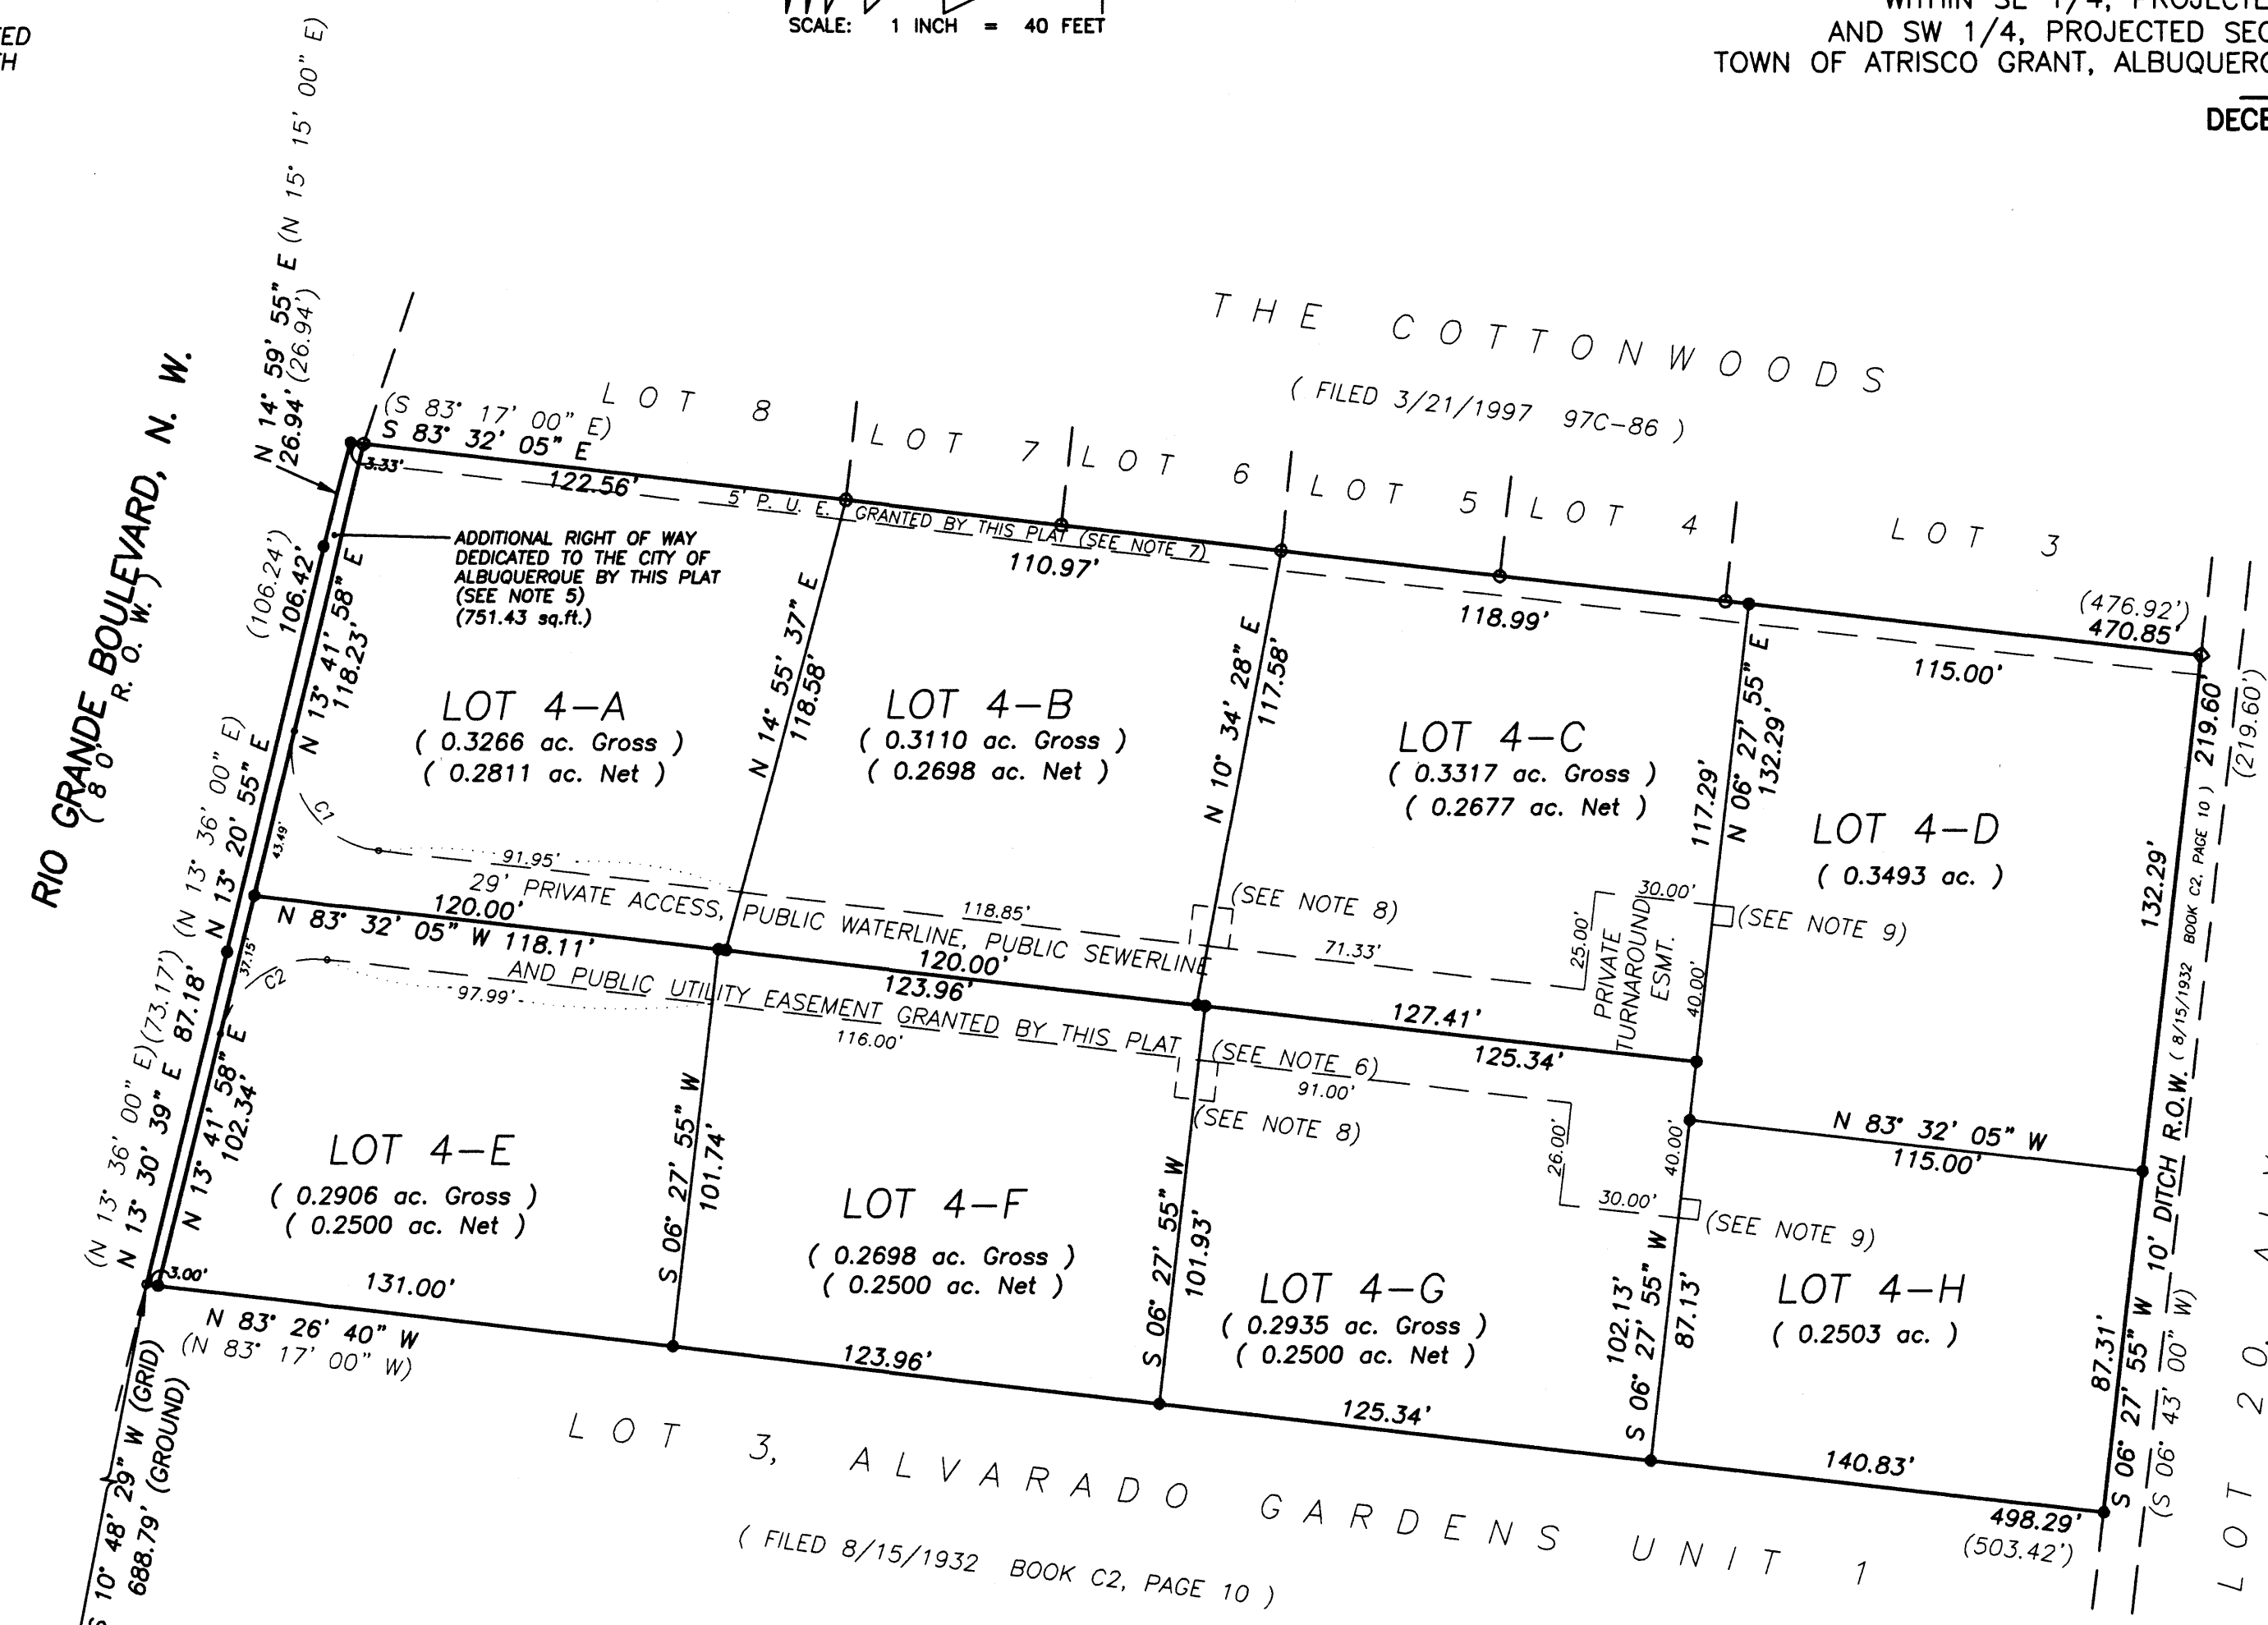 ED
TH
SCALE: 1 INCH = 40 FEET
WITHIN SE 1/4, PROJECTE
AND SW 1/4, PROJECTED SEC
TOWN OF ATRISCO GRANT, ALBUQUERQ
DECE
N 14° 59' 55" E (N 15° 15' 00" E)
26.94' (26.94')
RIO GRANDE BOULEVARD, N. W.
( 80' R. O. W. )
THE COTTONWOODS
( FILED 3/21/1997 97C-86 )
LOT 8
LOT 7
LOT 6
LOT 5
LOT 4
LOT 3
(S 83° 17' 00" E)
S 83° 32' 05" E
3.33'
122.56'
5' P. U. E. GRANTED BY THIS PLAT (SEE NOTE 7)
110.97'
118.99'
115.00'
(476.92')
470.85'
ADDITIONAL RIGHT OF WAY
DEDICATED TO THE CITY OF
ALBUQUERQUE BY THIS PLAT
(SEE NOTE 5)
(751.43 sq.ft.)
(106.24')
106.42'
N 13° 41' 58" E
118.23'
(N 13° 36' 00" E)
N 13° 20' 55" E
43.49'
C1
LOT 4-A
( 0.3266 ac. Gross )
( 0.2811 ac. Net )
N 14° 55' 37" E
118.58'
LOT 4-B
( 0.3110 ac. Gross )
( 0.2698 ac. Net )
N 10° 34' 28" E
117.58'
LOT 4-C
( 0.3317 ac. Gross )
( 0.2677 ac. Net )
117.29'
N 06° 27' 55" E
132.29'
LOT 4-D
( 0.3493 ac. )
132.29'
219.60'
(219.60')
10' DITCH R.O.W. ( 8/15/1932 BOOK C2, PAGE 10 )
91.95'
29' PRIVATE ACCESS, PUBLIC WATERLINE, PUBLIC SEWERLINE
AND PUBLIC UTILITY EASEMENT GRANTED BY THIS PLAT
118.85'
(SEE NOTE 8)
71.33'
25.00'
30.00'
PRIVATE
TURNAROUND
ESMT.
40.00'
(SEE NOTE 9)
120.00'
N 83° 32' 05" W 118.11'
120.00'
123.96'
127.41'
125.34'
37.15'
C2
97.99'
116.00'
(SEE NOTE 6)
91.00'
(SEE NOTE 8)
26.00'
30.00'
40.00'
(SEE NOTE 9)
N 83° 32' 05" W
115.00'
(N 13° 36' 00" E)(73.17')
N 13° 30' 39" E 87.18'
N 13° 41' 58" E
102.34'
LOT 4-E
( 0.2906 ac. Gross )
( 0.2500 ac. Net )
S 06° 27' 55" W
101.74'
LOT 4-F
( 0.2698 ac. Gross )
( 0.2500 ac. Net )
S 06° 27' 55" W
101.93'
LOT 4-G
( 0.2935 ac. Gross )
( 0.2500 ac. Net )
102.13'
S 06° 27' 55" W
87.13'
LOT 4-H
( 0.2503 ac. )
87.31'
S 06° 27' 55" W
(S 06° 43' 00" W)
3.00'
131.00'
N 83° 26' 40" W
(N 83° 17' 00" W)
123.96'
125.34'
140.83'
498.29'
(503.42')
S 10° 48' 29" W (GRID)
688.79' (GROUND)
LOT 3, ALVARADO GARDENS UNIT 1
( FILED 8/15/1932 BOOK C2, PAGE 10 )
LOT 20,